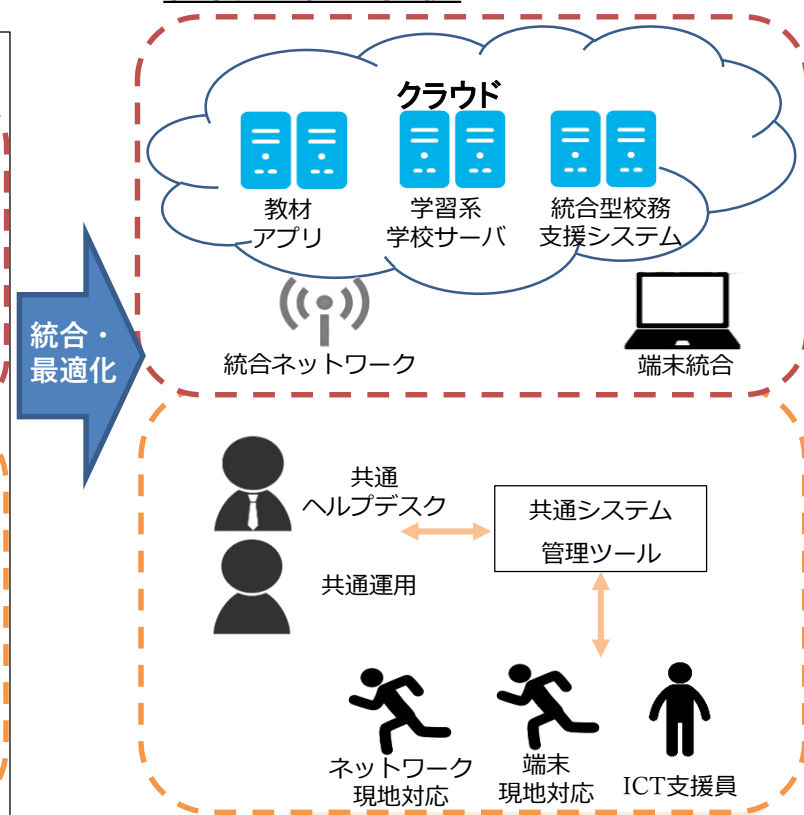 クラウド
教材
アプリ
学習系
学校サーバ
統合型校務
支援システム
統合・
最適化
統合ネットワーク
端末統合
共通
ヘルプデスク
共通システム
管理ツール
共通運用
ネットワーク
現地対応
端末
現地対応
ICT支援員